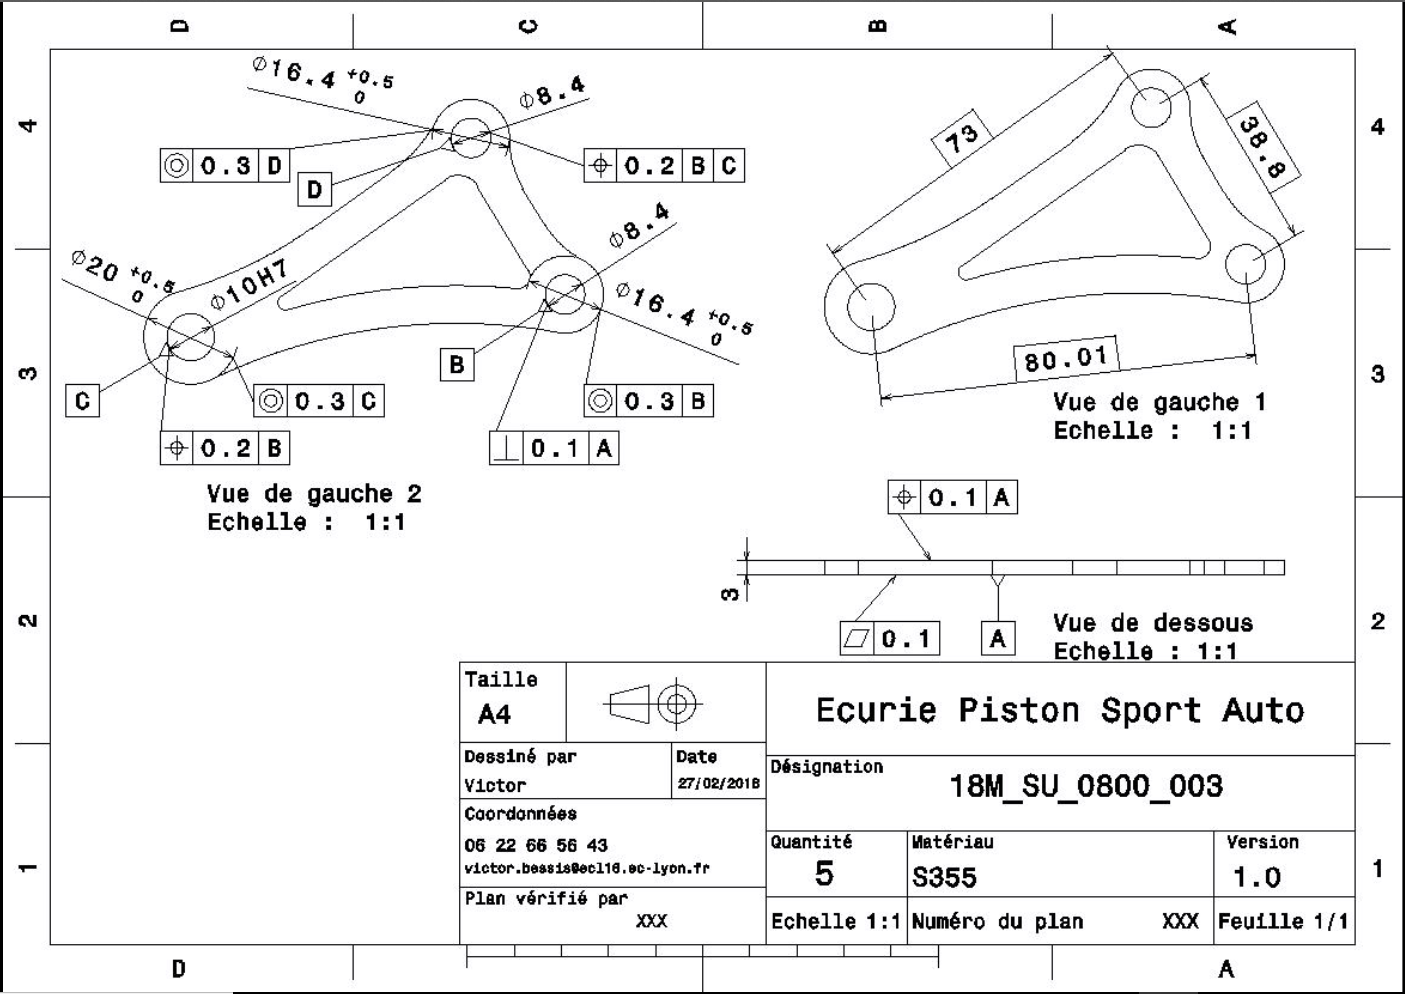 D C B A
4
Ø16.4 +0.5 0
Ø8.4
◎ 0.3 D
D
⌖ 0.2 B C
73
38.8
4
Ø20 +0.5 0
Ø10H7
Ø8.4
Ø16.4 +0.5 0
3
C
B
◎ 0.3 C
◎ 0.3 B
⌖ 0.2 B
⊥ 0.1 A
Vue de gauche 2
Echelle : 1:1
80.01
3
Vue de gauche 1
Echelle : 1:1
⌖ 0.1 A
3
⏥ 0.1
A
2
Vue de dessous
Echelle : 1:1
2
Taille
A4
Ecurie Piston Sport Auto
Dessiné par
Victor
Date
27/02/2018
Désignation
18M_SU_0800_003
Coordonnées
06 22 66 56 43
victor.bessis@ecl16.ec-lyon.fr
Quantité
5
Matériau
S355
Version
1.0
Plan vérifié par
XXX
Echelle 1:1
Numéro du plan XXX
Feuille 1/1
1
1
D A